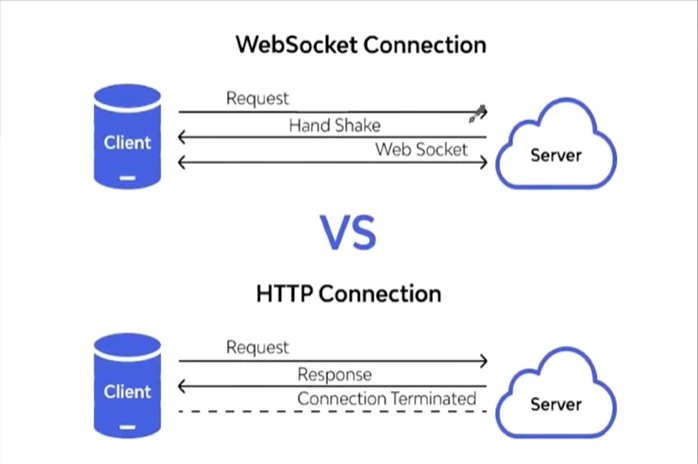 WebSocket Connection
Request
Hand Shake
Client
Web Socket
Server
VS
HTTP Connection
Request
Response
Client
Connection Terminated
Server